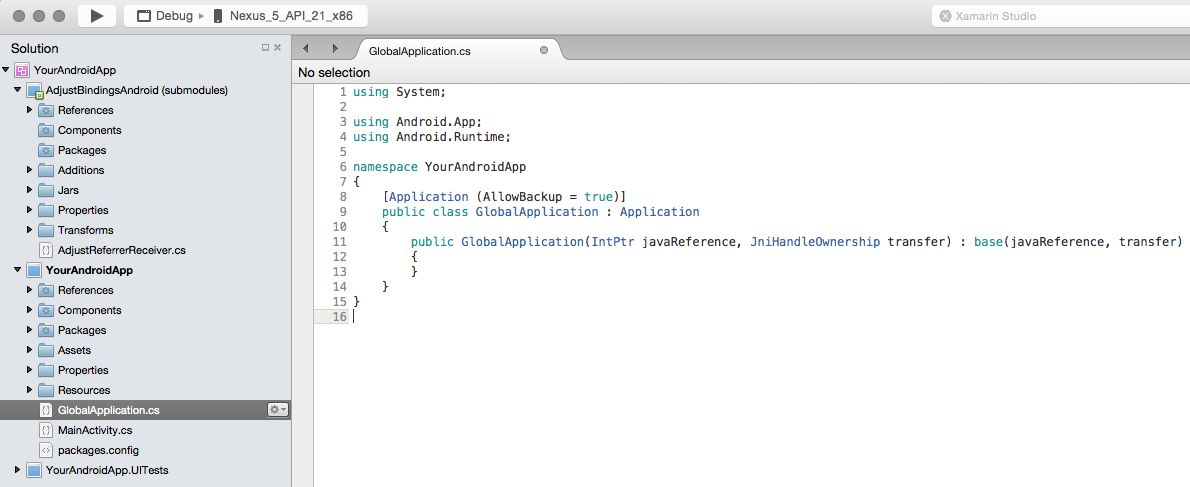 Debug
Nexus_5_API_21_x86
Xamarin Studio
Solution
YourAndroidApp
AdjustBindingsAndroid (submodules)
References
Components
Packages
Additions
Jars
Properties
Transforms
AdjustReferrerReceiver.cs
YourAndroidApp
References
Components
Packages
Assets
Properties
Resources
GlobalApplication.cs
MainActivity.cs
packages.config
YourAndroidApp.UITests
GlobalApplication.cs
No selection
1 using System;
2
3 using Android.App;
4 using Android.Runtime;
5
6 namespace YourAndroidApp
7 {
8     [Application (AllowBackup = true)]
9     public class GlobalApplication : Application
10     {
11         public GlobalApplication(IntPtr javaReference, JniHandleOwnership transfer) : base(javaReference, transfer)
12         {
13         }
14     }
15 }
16